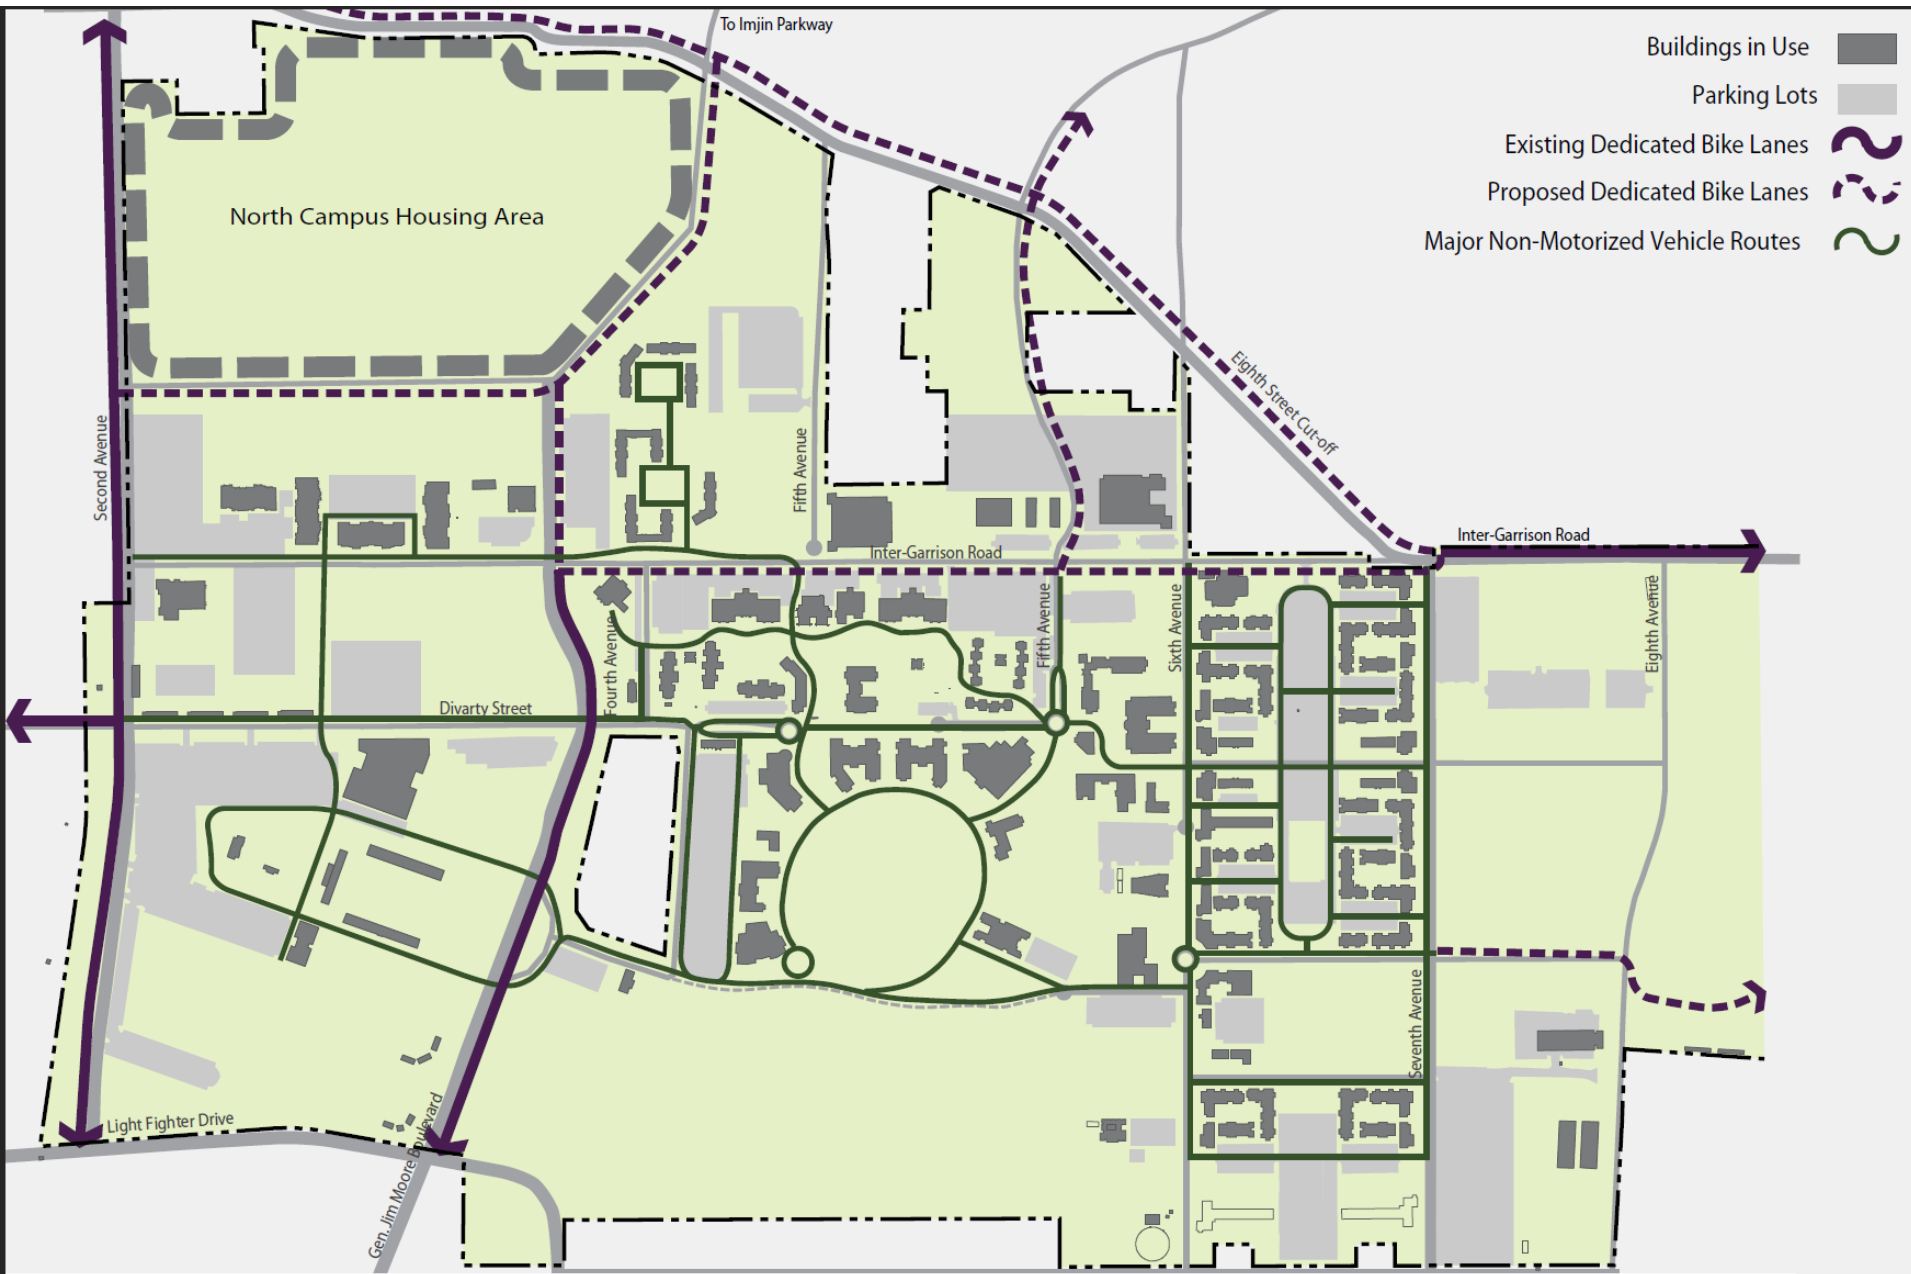 To Imjin Parkway
Buildings in Use
Parking Lots
Existing Dedicated Bike Lanes
Proposed Dedicated Bike Lanes
Major Non-Motorized Vehicle Routes
North Campus Housing Area
Eighth Street Cut-off
Second Avenue
Fifth Avenue
Inter-Garrison Road
Inter-Garrison Road
Fourth Avenue
Fifth Avenue
Sixth Avenue
Eighth Avenue
Divarty Street
Seventh Avenue
Light Fighter Drive
Gen. Jim Moore Boulevard